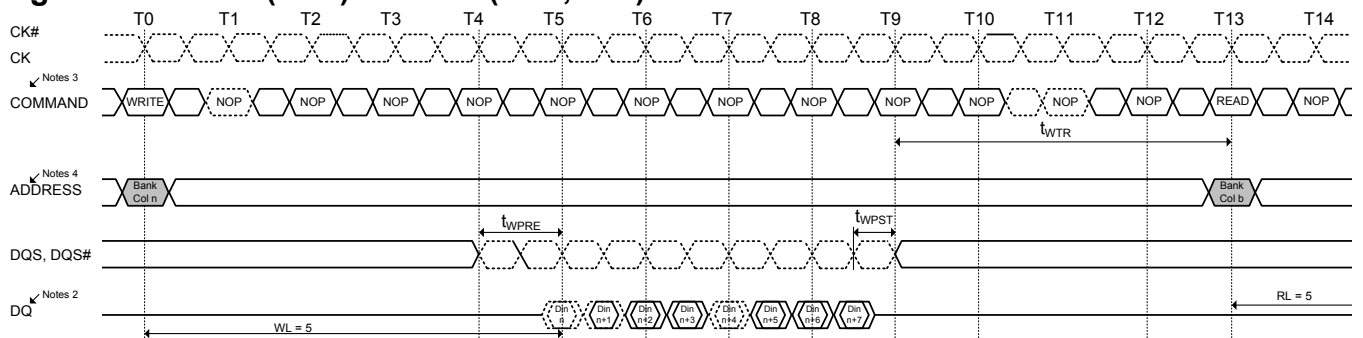 T0 T1 T2 T3 T4 T5 T6 T7 T8 T9 T10 T11 T12 T13 T14
CK#
CK
Notes 3
COMMAND WRITE NOP NOP NOP NOP NOP NOP NOP NOP NOP NOP NOP NOP READ NOP
tWTR
Notes 4
ADDRESS
Bank Bank
Col n Col b
tWPRE tWPST
DQS, DQS#
Notes 2
DQ
Din Din Din Din Din Din Din Din
n n+1 n+2 n+3 n+4 n+5 n+6 n+7
RL = 5
WL = 5